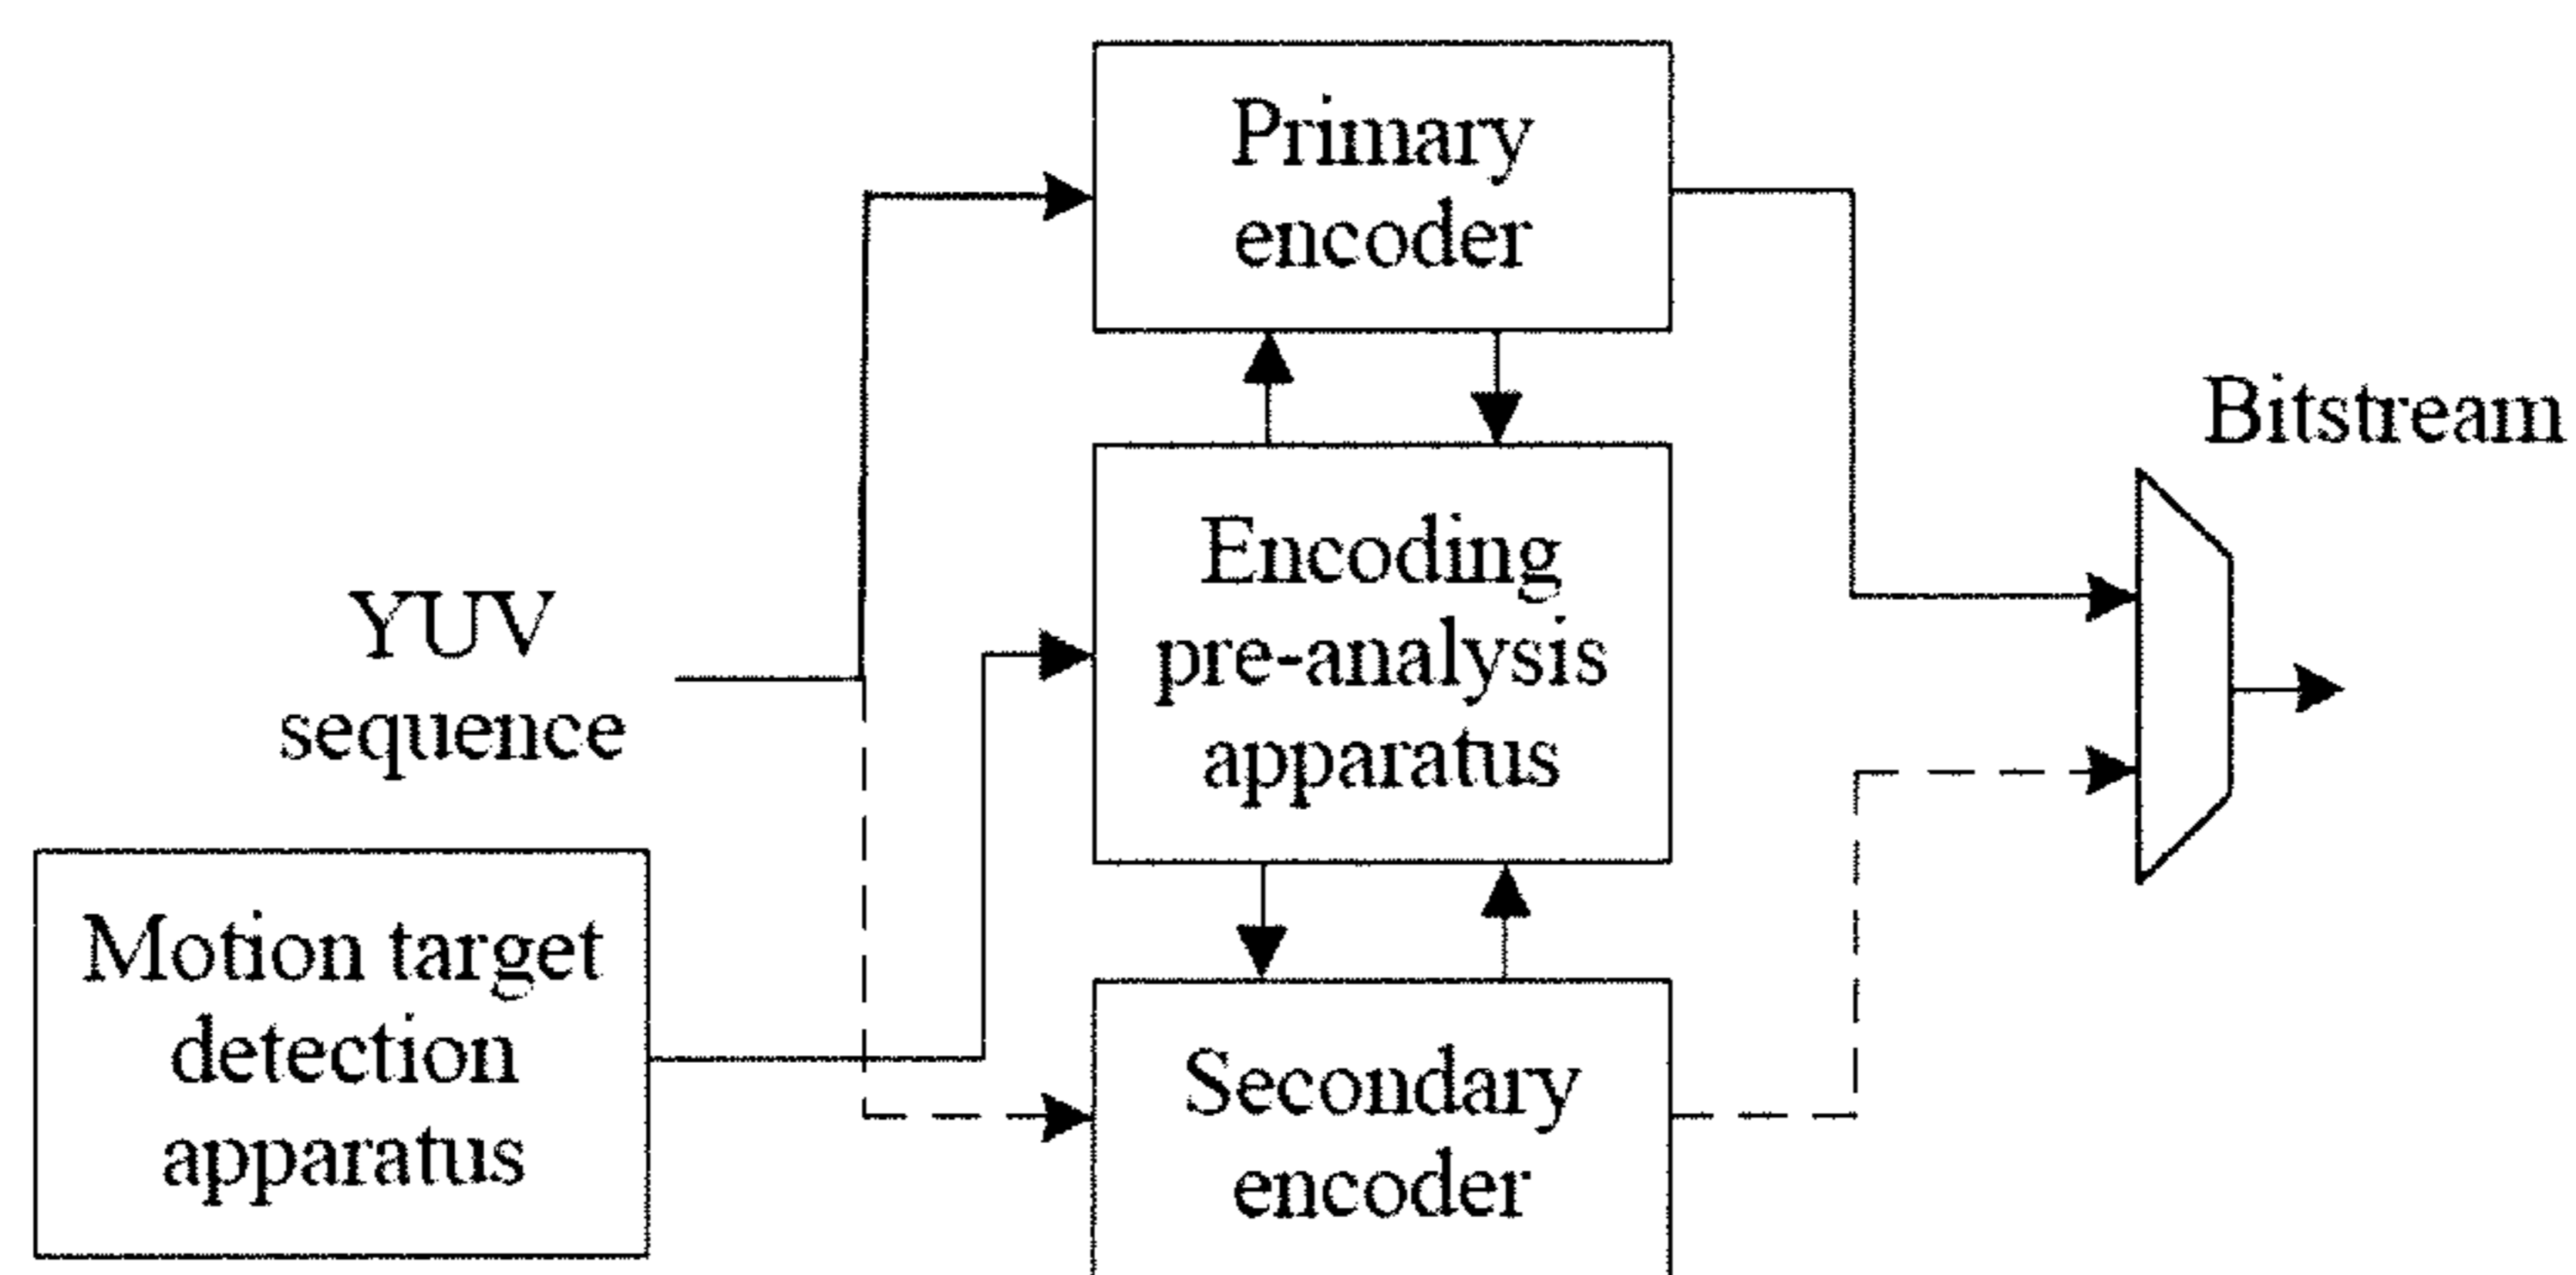 Primary
encoder
Bitstream
Encoding
pre-analysis
apparatus
YUV
sequence
Motion target
detection
apparatus
Secondary
encoder